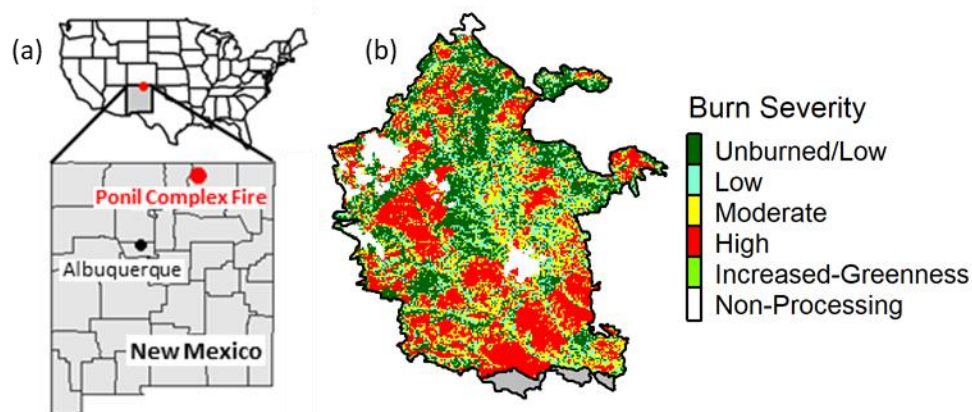 (a)
Ponil Complex Fire
Albuquerque
New Mexico
(b)
Burn Severity
Unburned/Low
Low
Moderate
High
Increased-Greenness
Non-Processing